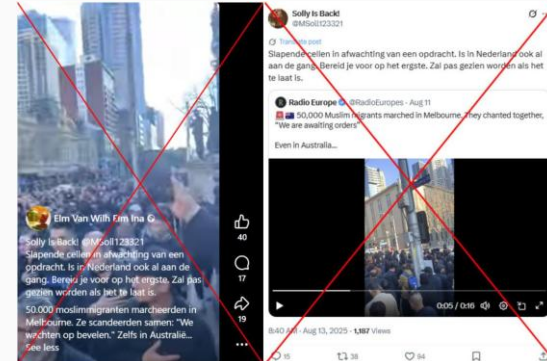 Elm Van Wilh Elm Ina G
40
Solly Is Back! @MSoll123321
Slapende cellen in afwachting van een
opdracht. Is in Nederland ook al aan de
gang. Bereid je voor op het ergste. Zal pas
gezien worden als het te laat is.
17
50.000 moslimmigranten marcheerden in
Melbourne. Ze scandeerden samen: "We
wachten op bevelen." Zelfs in Australië...
See less
19
Solly Is Back!
@MSoll123321
Translate post
Slapende cellen in afwachting van een opdracht. Is in Nederland ook al
aan de gang. Bereid je voor op het ergste. Zal pas gezien worden als het
te laat is.
Radio Europe @RadioEuropes · Aug 11
50,000 Muslim migrants marched in Melbourne. They chanted together,
"We are awaiting orders"
Even in Australia...
0:05 / 0:16
8:40 AM · Aug 13, 2025 · 1,187 Views
15
38
94